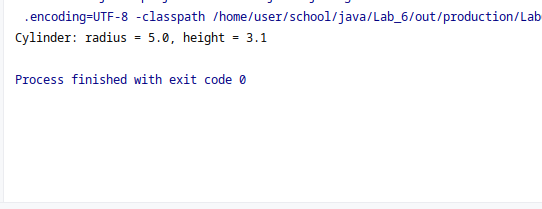 .encoding=UTF-8 -classpath /home/user/school/java/Lab_6/out/production/Lab
Cylinder: radius = 5.0, height = 3.1
Process finished with exit code 0